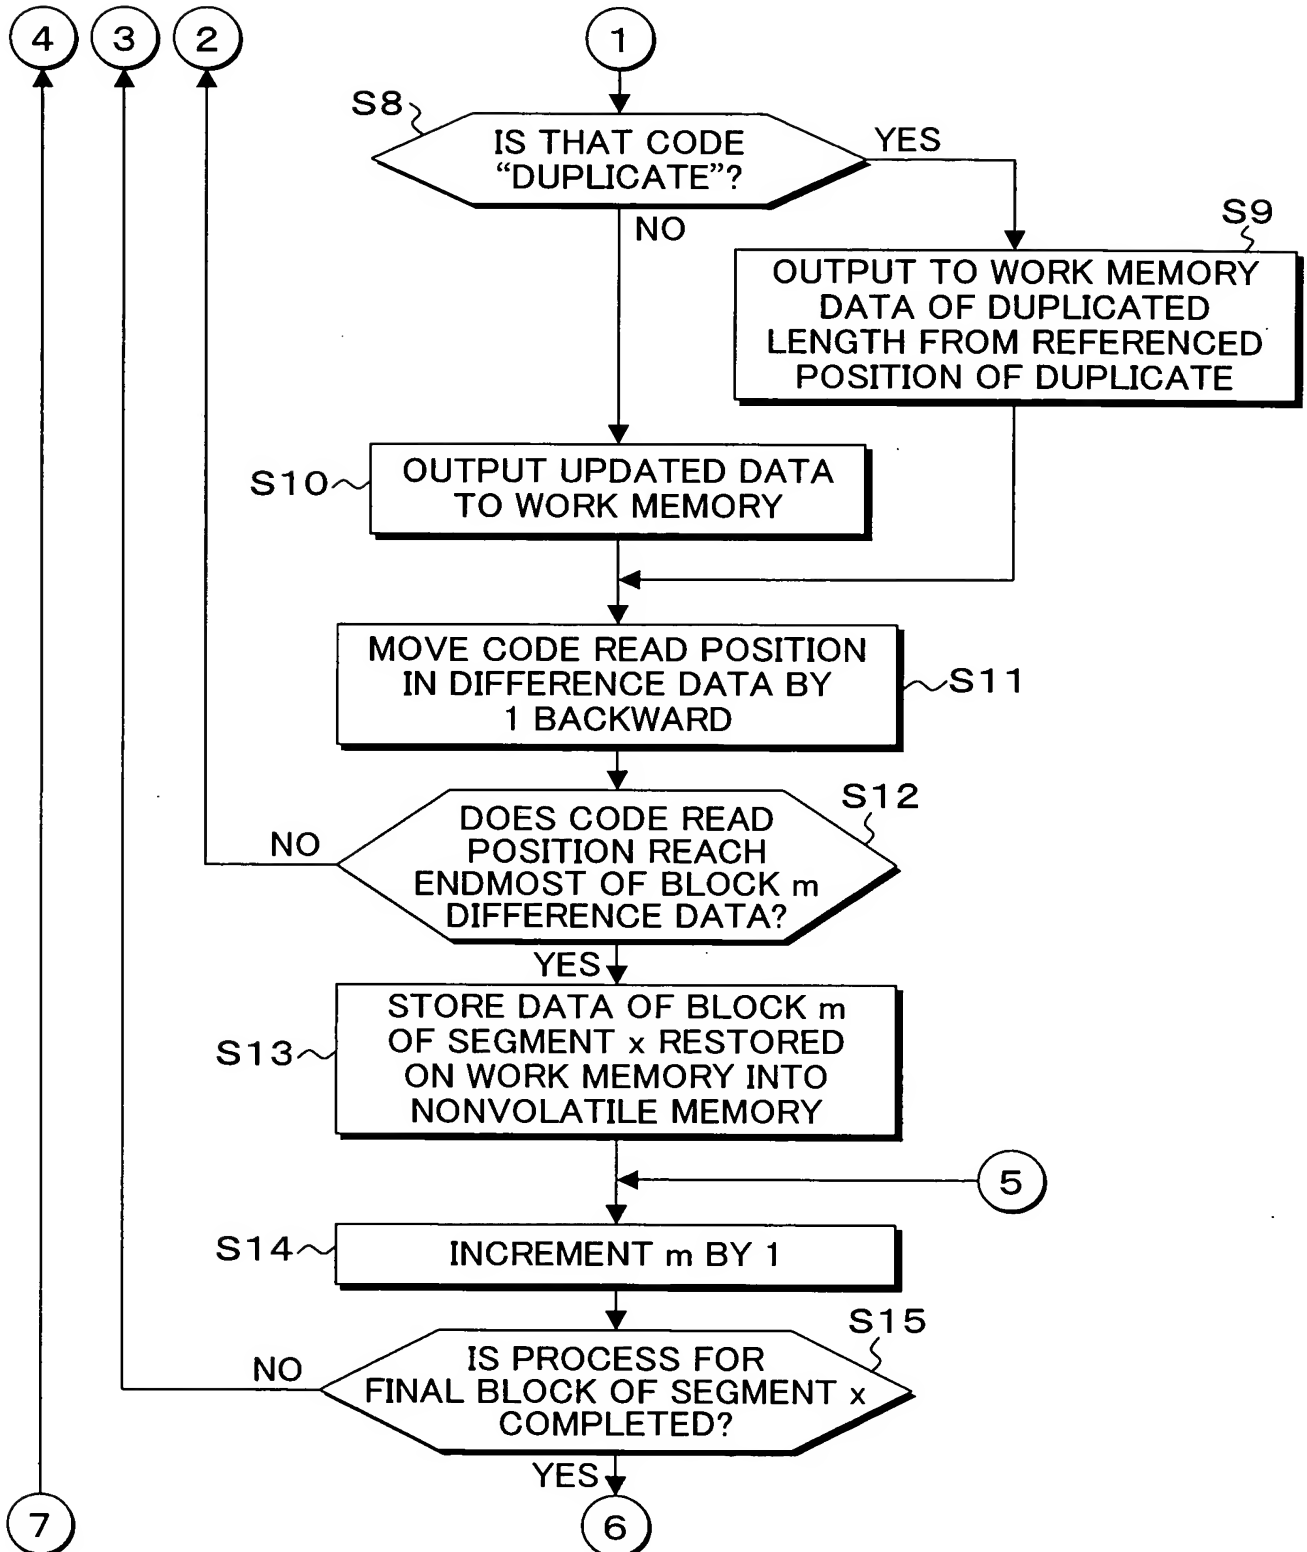 4
3
2
1
S8
IS THAT CODE
“DUPLICATE”?
YES
NO
S9
OUTPUT TO WORK MEMORY
DATA OF DUPLICATED
LENGTH FROM REFERENCED
POSITION OF DUPLICATE
S10
OUTPUT UPDATED DATA
TO WORK MEMORY
MOVE CODE READ POSITION
IN DIFFERENCE DATA BY
1 BACKWARD
S11
S12
DOES CODE READ
POSITION REACH
ENDMOST OF BLOCK m
DIFFERENCE DATA?
NO
YES
S13
STORE DATA OF BLOCK m
OF SEGMENT x RESTORED
ON WORK MEMORY INTO
NONVOLATILE MEMORY
5
S14
INCREMENT m BY 1
S15
IS PROCESS FOR
FINAL BLOCK OF SEGMENT x
COMPLETED?
NO
YES
7
6